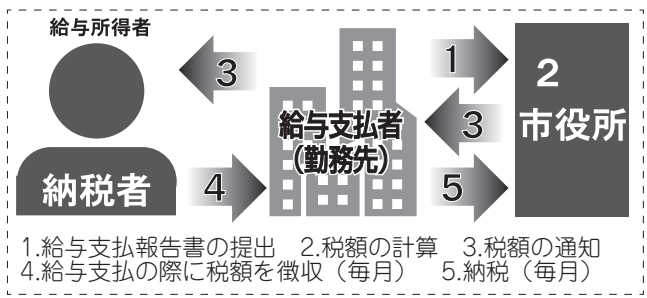 給与所得者
納税者
3
4
給与支払者
(勤務先)
1
3
5
2
市役所
1.給与支払報告書の提出　2.税額の計算　3.税額の通知
4.給与支払の際に税額を徴収（毎月）　5.納税（毎月）